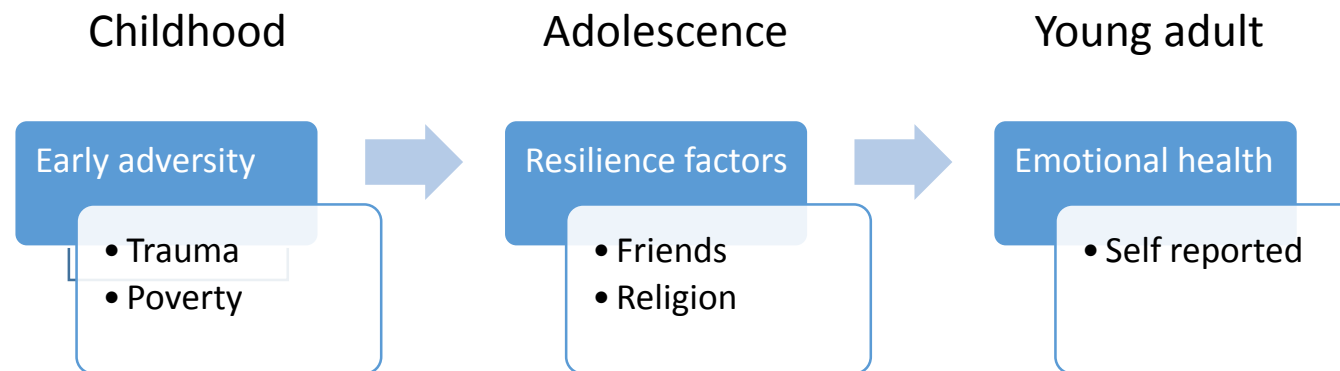 Childhood
Adolescence
Young adult
Early adversity
• Trauma
• Poverty
Resilience factors
• Friends
• Religion
Emotional health
• Self reported